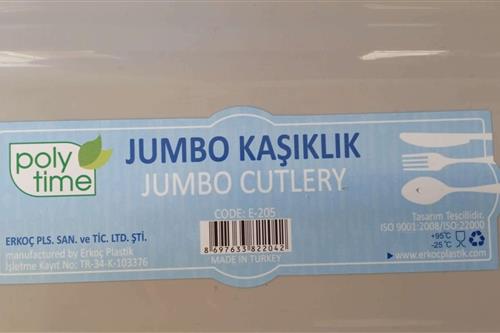 poly
time
JUMBO KAŞIKLIK
JUMBO CUTLERY
CODE: E-205
8 697633 822042
MADE IN TURKEY
ERKOÇ PLS. SAN. ve TİC. LTD. ŞTİ.
manufactured by Erkoç Plastik
İşletme Kayıt No: TR-34-K-103376
Tasarım Tescillidir.
ISO 9001:2008/ISO:22000
+95°C
-25°C
www.erkocplastik.com